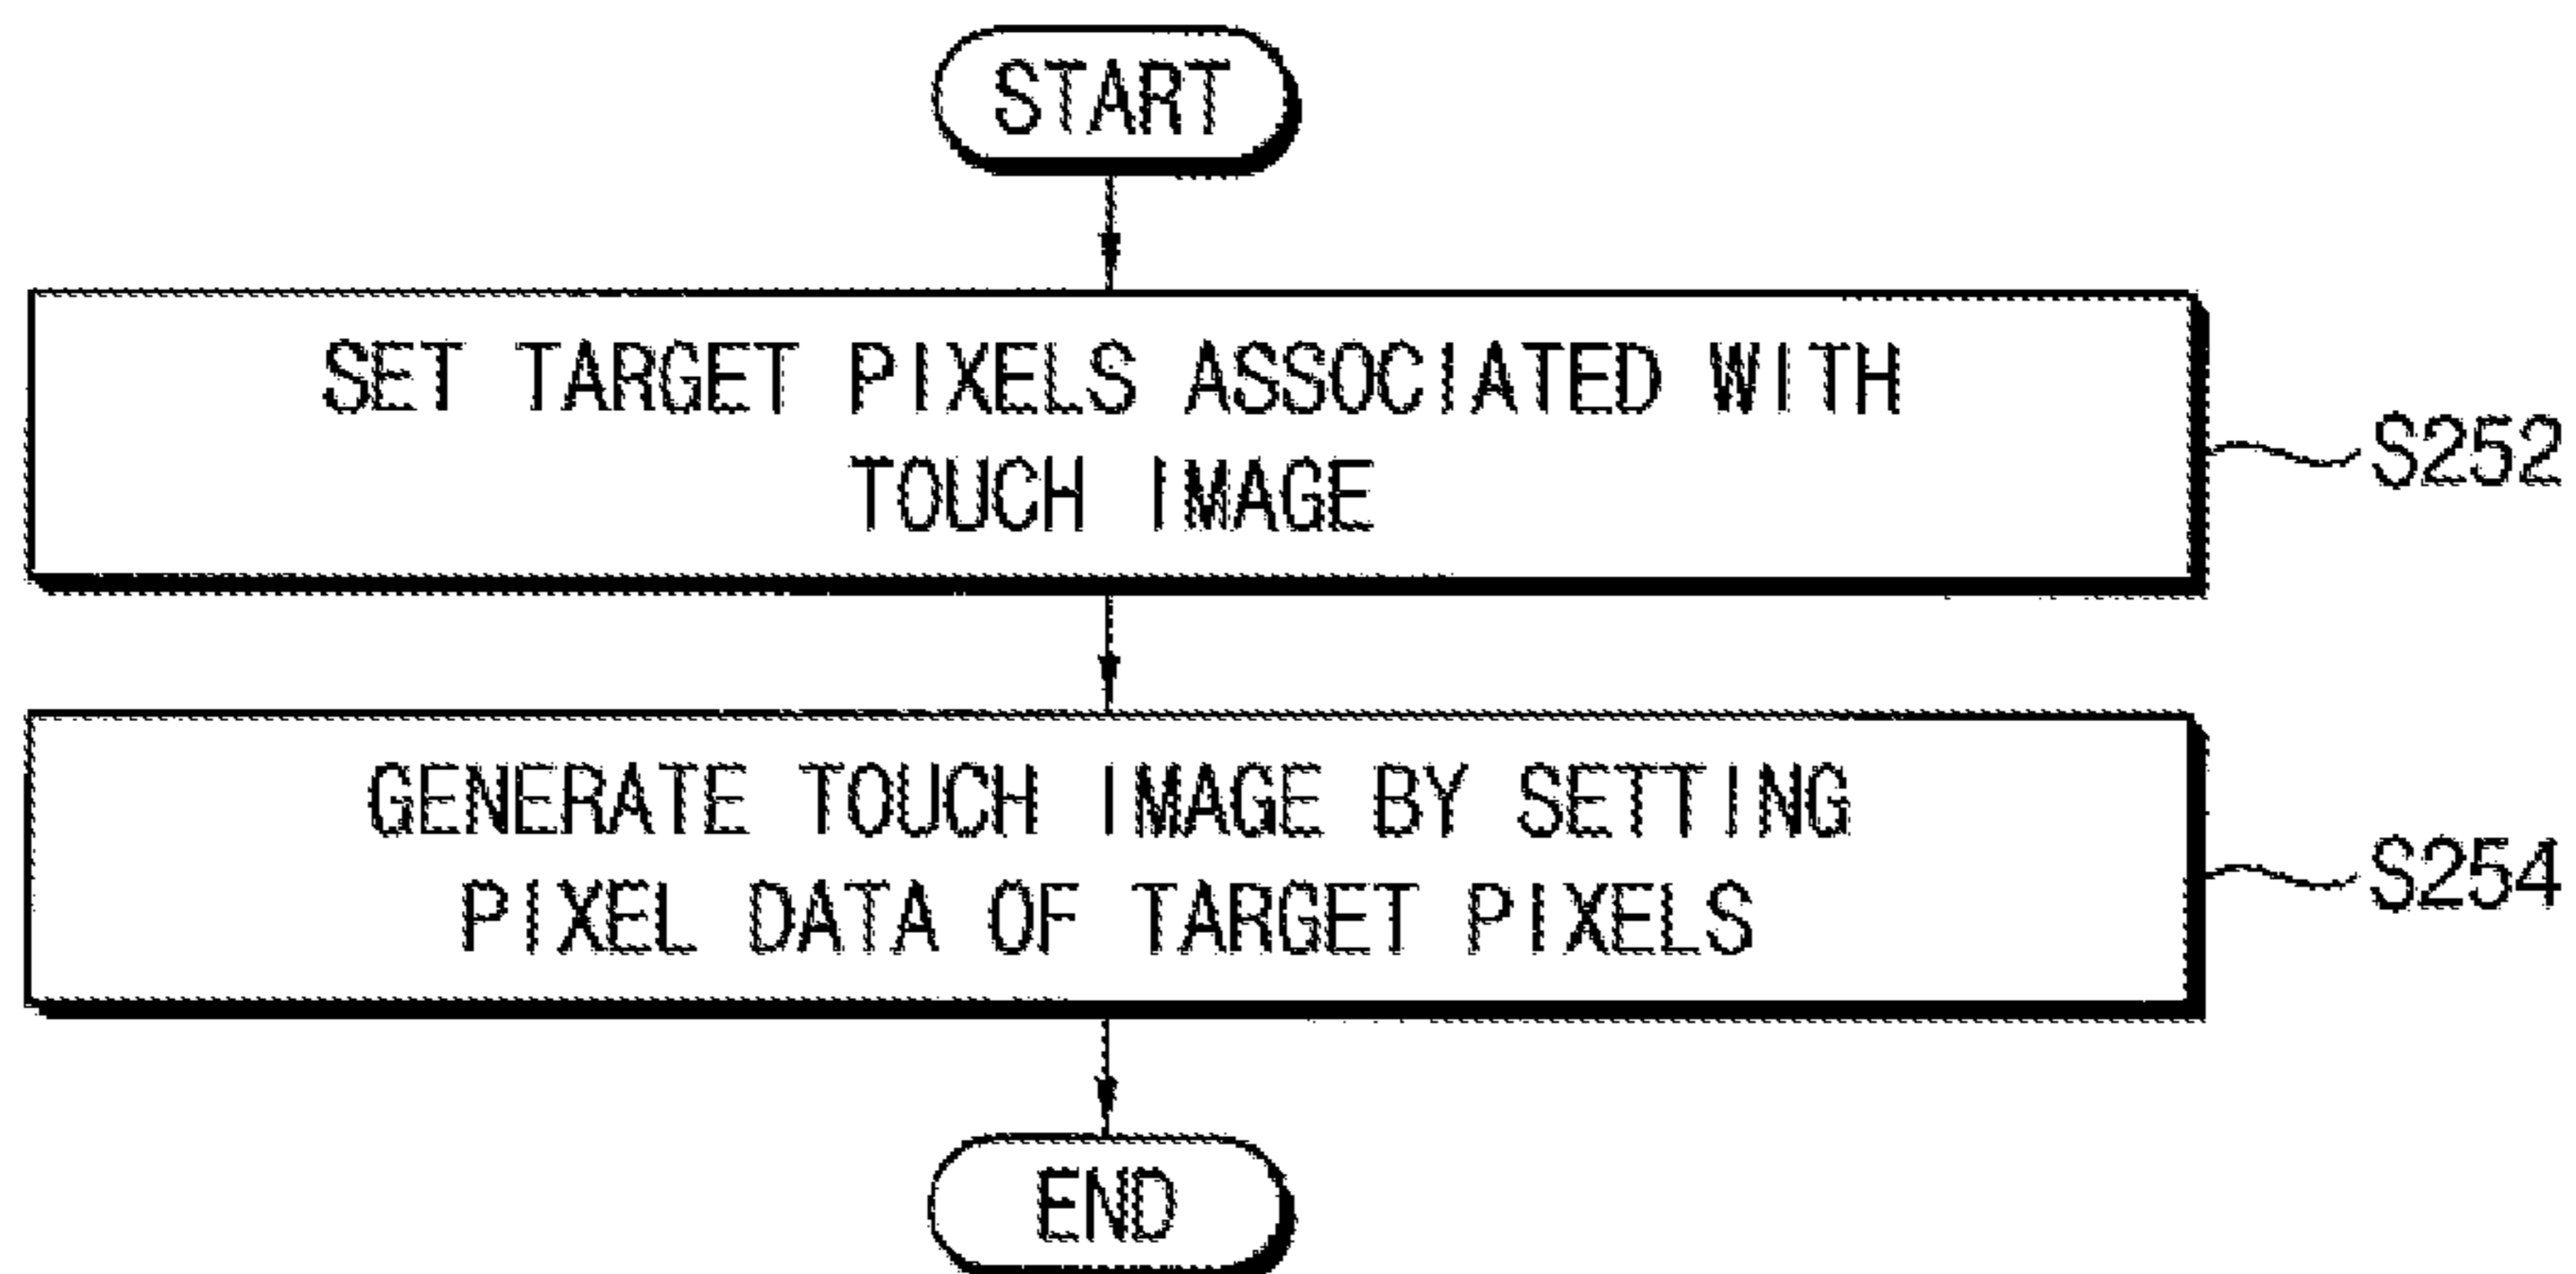 START
SET TARGET PIXELS ASSOCIATED WITH
TOUCH IMAGE
S252
GENERATE TOUCH IMAGE BY SETTING
PIXEL DATA OF TARGET PIXELS
S254
END